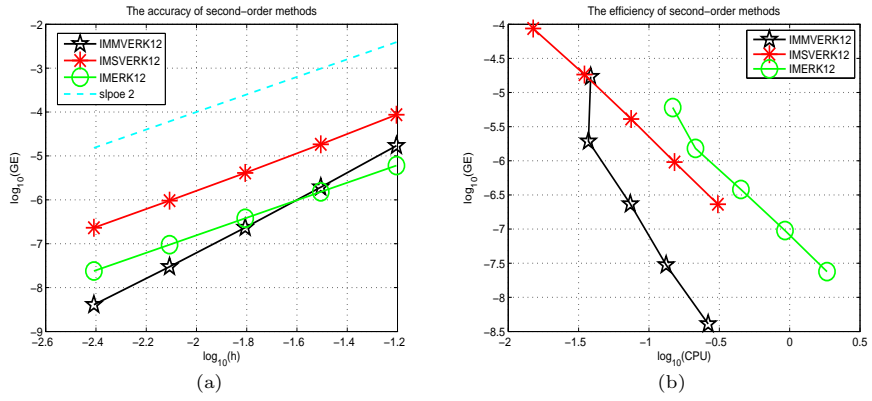 The accuracy of second−order methods
−2
−3
−4
−5
−6
−7
−8
−9
log10(GE)
IMMVERK12
IMSVERK12
IMERK12
slpoe 2
−2.6
−2.4
−2.2
−2
−1.8
−1.6
−1.4
−1.2
log10(h)
(a)
The efficiency of second−order methods
−4
−4.5
−5
−5.5
−6
−6.5
−7
−7.5
−8
−8.5
log10(GE)
IMMVERK12
IMSVERK12
IMERK12
−2
−1.5
−1
−0.5
0
0.5
log10(CPU)
(b)